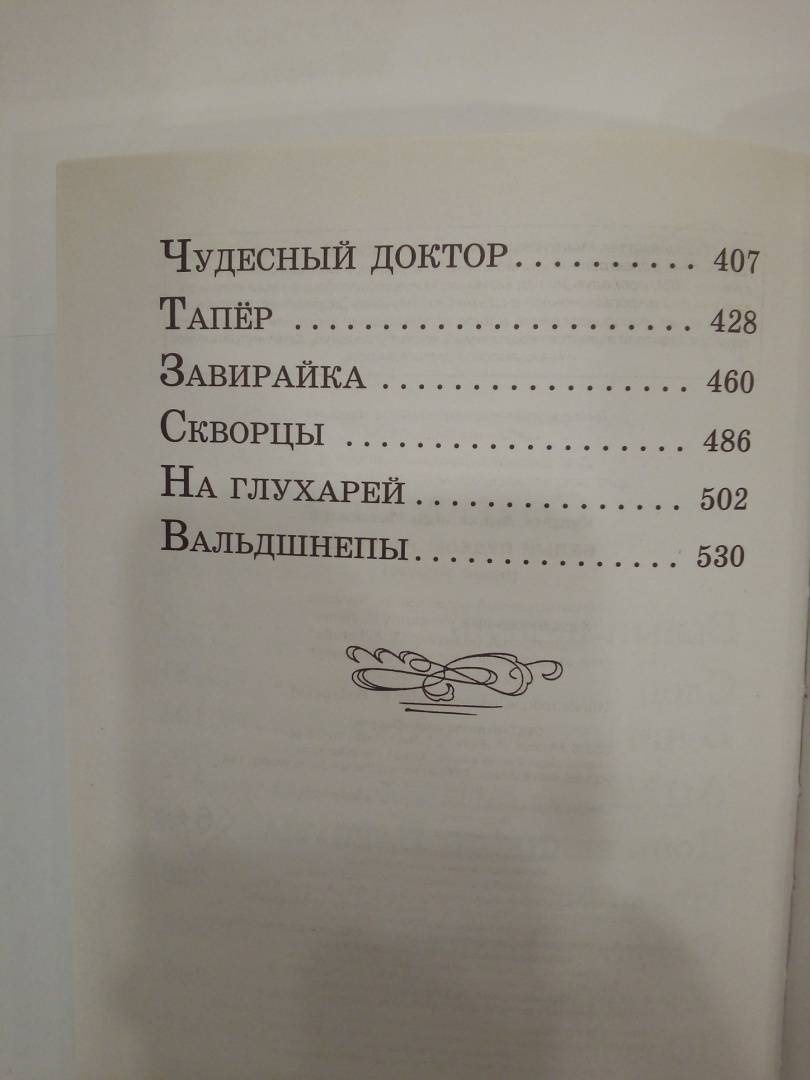 Чудесный доктор.......... 407
Тапёр ...................... 428
Завирайка ................. 460
Скворцы ................... 486
На глухарей ............... 502
Вальдшнепы............... 530